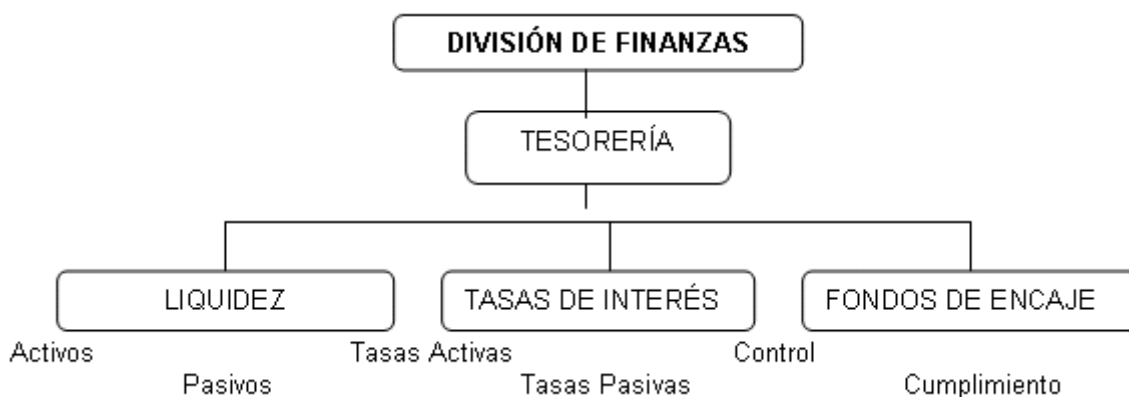 DIVISIÓN DE FINANZAS
TESORERÍA
LIQUIDEZ
TASAS DE INTERÉS
FONDOS DE ENCAJE
Activos
Tasas Activas
Control
Pasivos
Tasas Pasivas
Cumplimiento